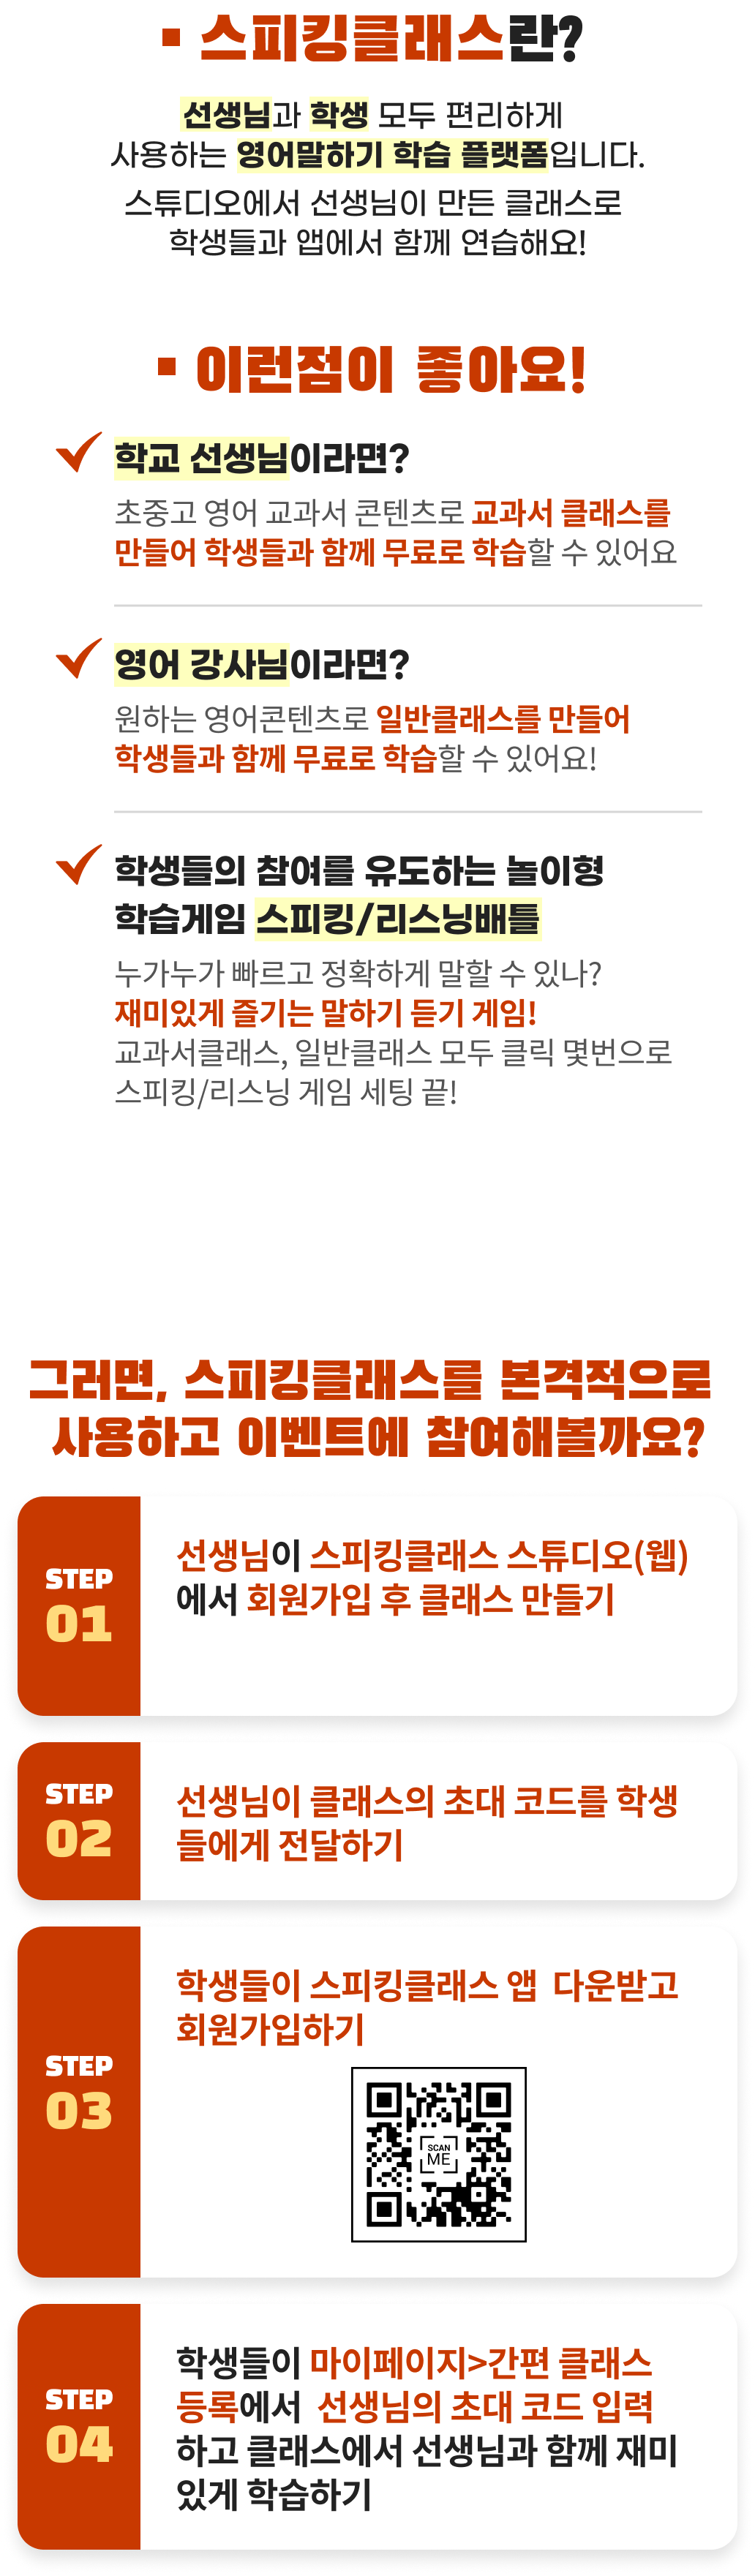 스피킹클래스란?
선생님과 학생 모두 편리하게
사용하는 영어말하기 학습 플랫폼입니다.
스튜디오에서 선생님이 만든 클래스로
학생들과 앱에서 함께 연습해요!
이런점이 좋아요!
학교 선생님이라면?
초중고 영어 교과서 콘텐츠로 교과서 클래스를
만들어 학생들과 함께 무료로 학습할 수 있어요
영어 강사님이라면?
원하는 영어콘텐츠로 일반클래스를 만들어
학생들과 함께 무료로 학습할 수 있어요!
학생들의 참여를 유도하는 놀이형
학습게임 스피킹/리스닝배틀
누가누가 빠르고 정확하게 말할 수 있나?
재미있게 즐기는 말하기 듣기 게임!
교과서클래스, 일반클래스 모두 클릭 몇번으로
스피킹/리스닝 게임 세팅 끝!
그러면, 스피킹클래스를 본격적으로
사용하고 이벤트에 참여해볼까요?
STEP
01
선생님이 스피킹클래스 스튜디오(웹)
에서 회원가입 후 클래스 만들기
STEP
02
선생님이 클래스의 초대 코드를 학생
들에게 전달하기
STEP
03
학생들이 스피킹클래스 앱 다운받고
회원가입하기
SCAN
ME
STEP
04
학생들이 마이페이지>간편 클래스
등록에서 선생님의 초대 코드 입력
하고 클래스에서 선생님과 함께 재미
있게 학습하기